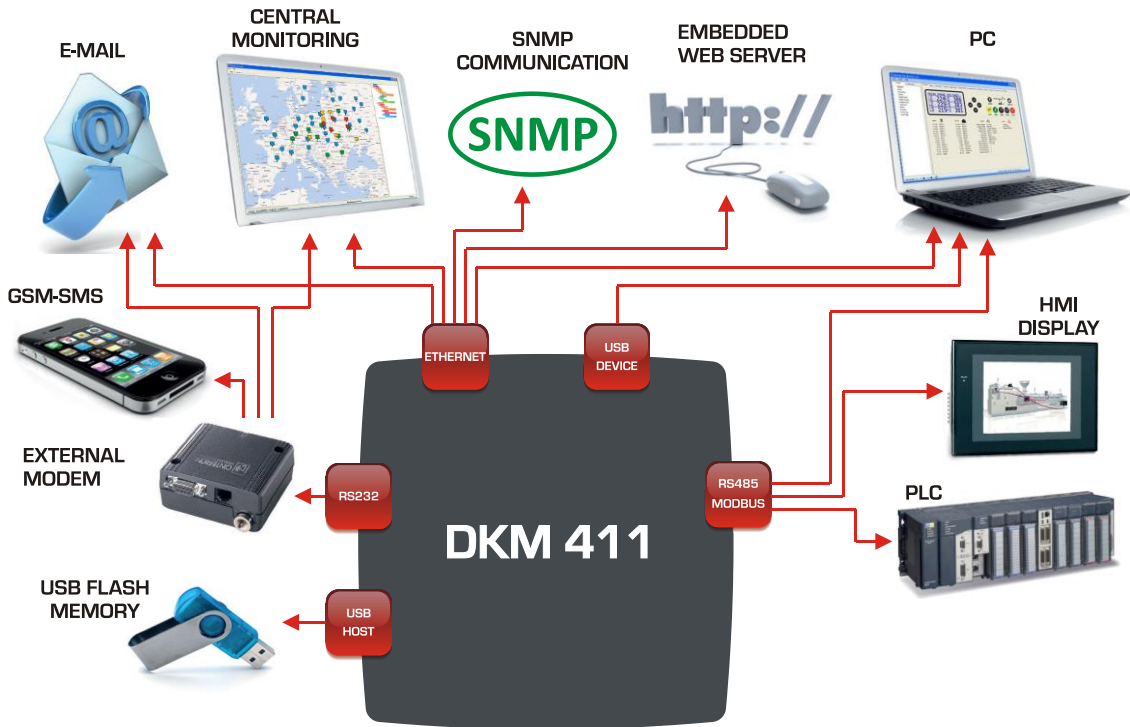 E-MAIL
CENTRAL
MONITORING
SNMP
COMMUNICATION
EMBEDDED
WEB SERVER
PC
@
SNMP
http://
GSM-SMS
ETHERNET
USB
DEVICE
HMI
DISPLAY
EXTERNAL
MODEM
RS232
RS485
MODBUS
PLC
DKM 411
USB FLASH
MEMORY
USB
HOST